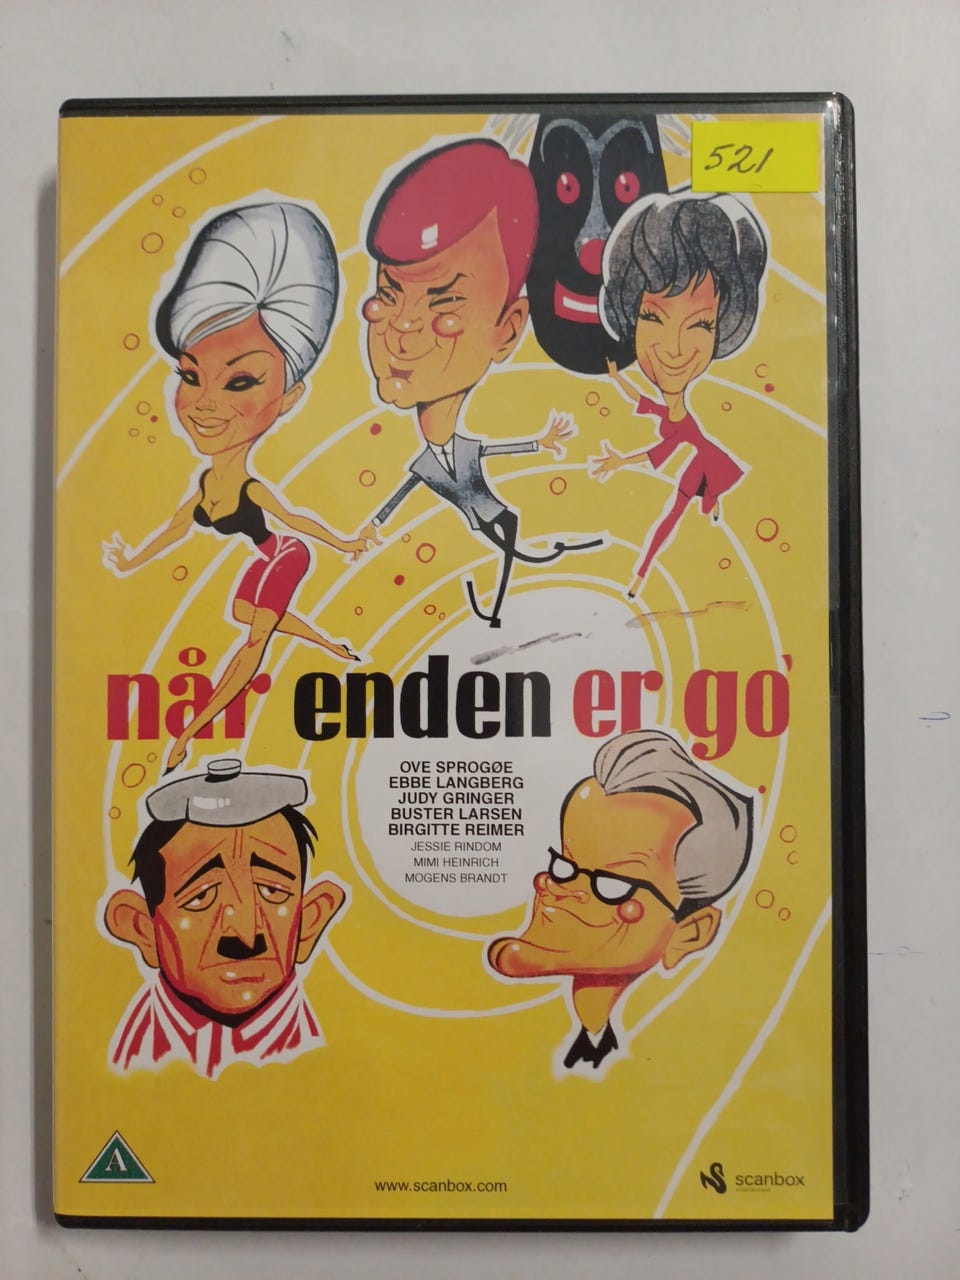 521
når enden er go'
OVE SPROGØE
EBBE LANGBERG
JUDY GRINGER
BUSTER LARSEN
BIRGITTE REIMER
JESSIE RINDOM
MIMI HEINRICH
MOGENS BRANDT
A
www.scanbox.com
scanbox